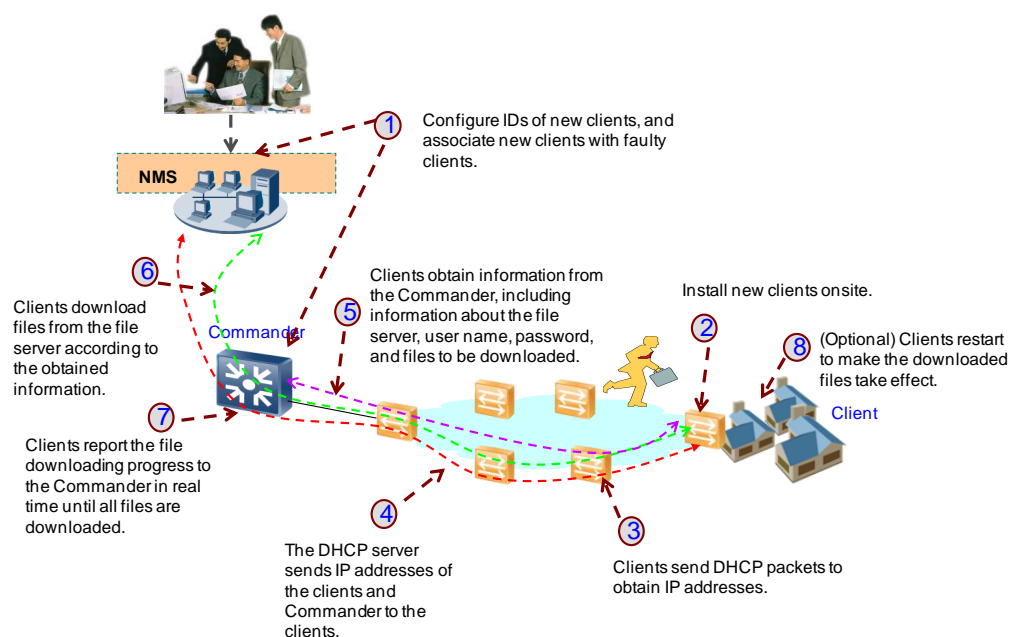 1
Configure IDs of new clients, and
associate new clients with faulty
clients.
NMS
6
Clients download
files from the file
server according to
the obtained
information.
Commander
5
Clients obtain information from
the Commander, including
information about the file
server, user name, password,
and files to be downloaded.
Install new clients onsite.
2
8
(Optional) Clients restart
to make the downloaded
files take effect.
Client
7
Clients report the file
downloading progress to
the Commander in real
time until all files are
downloaded.
4
The DHCP server
sends IP addresses of
the clients and
Commander to the
clients.
3
Clients send DHCP packets to
obtain IP addresses.